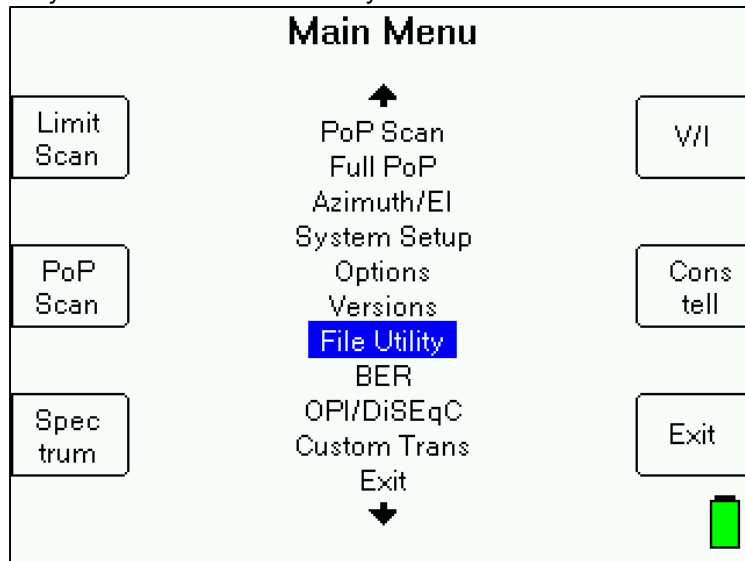 Main Menu
Limit
Scan
PoP
Scan
Spec
trum
PoP Scan
Full PoP
Azimuth/El
System Setup
Options
Versions
File Utility
BER
OPI/DiSEqC
Custom Trans
Exit
V/I
Cons
tell
Exit